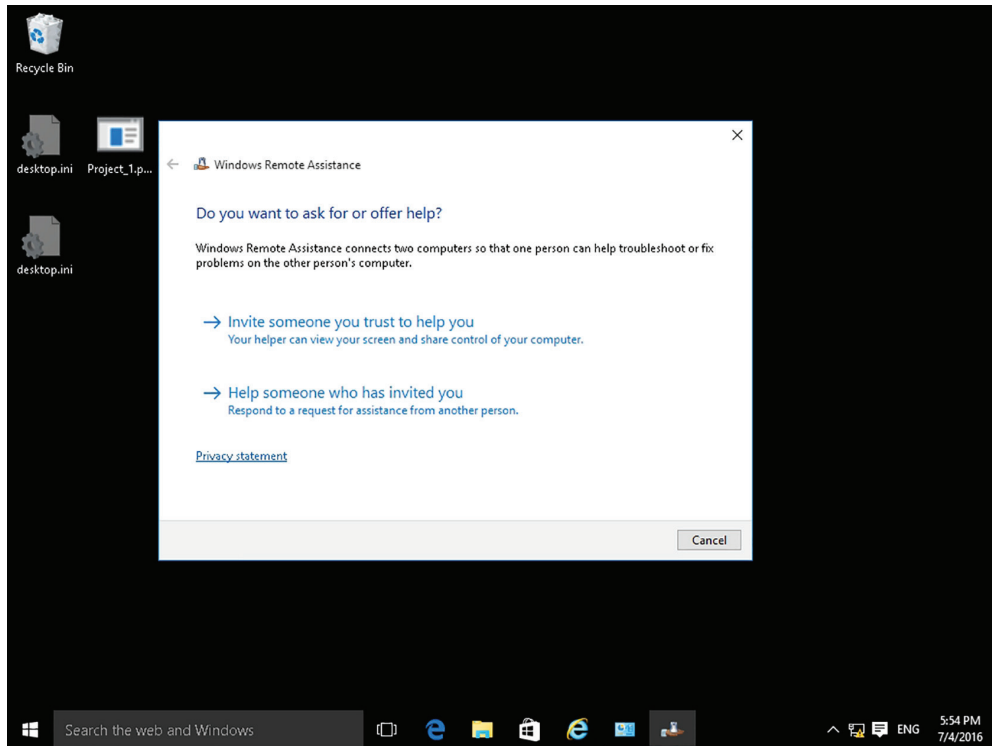 Recycle Bin
desktop.ini
Project_1.p...
desktop.ini
Windows Remote Assistance
Do you want to ask for or offer help?
Windows Remote Assistance connects two computers so that one person can help troubleshoot or fix
problems on the other person's computer.
Invite someone you trust to help you
Your helper can view your screen and share control of your computer.
Help someone who has invited you
Respond to a request for assistance from another person.
Privacy statement
Cancel
Search the web and Windows
ENG
5:54 PM
7/4/2016